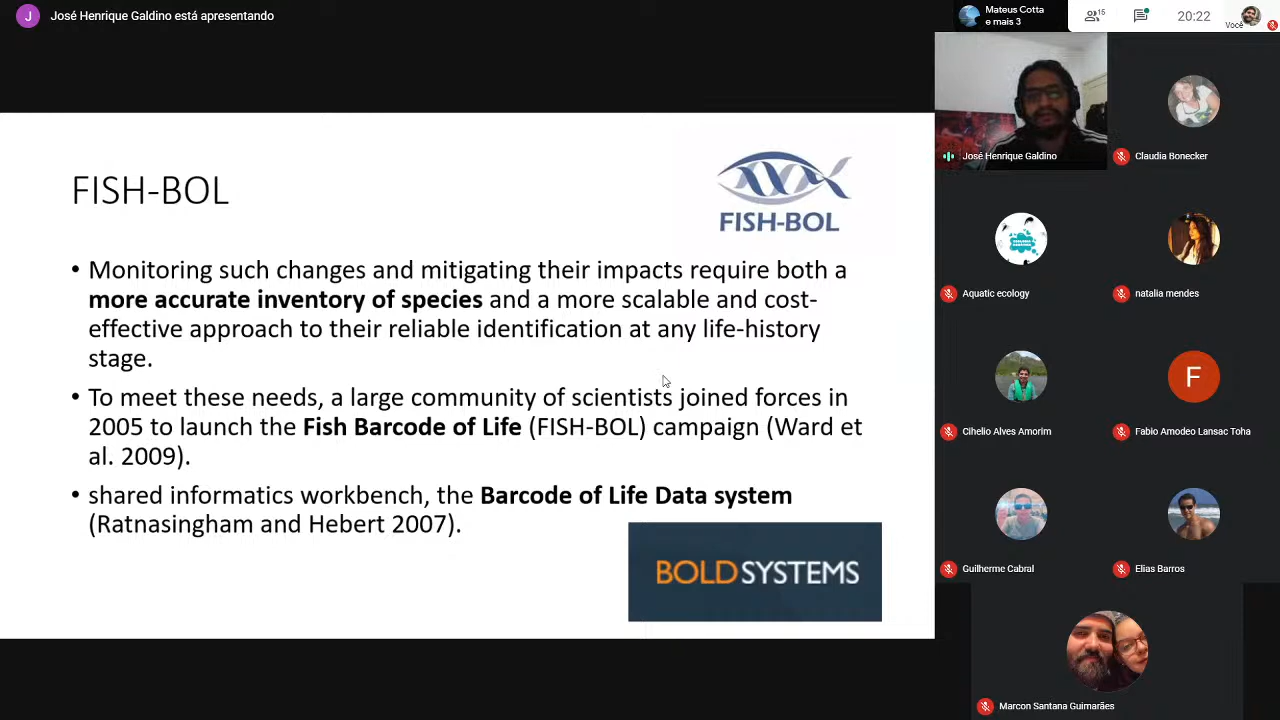 J
José Henrique Galdino está apresentando
Mateus Cotta
e mais 3
15
20:22
Você
FISH-BOL
FISH-BOL
• Monitoring such changes and mitigating their impacts require both a
more accurate inventory of species and a more scalable and cost-
effective approach to their reliable identification at any life-history
stage.
• To meet these needs, a large community of scientists joined forces in
2005 to launch the Fish Barcode of Life (FISH-BOL) campaign (Ward et
al. 2009).
• shared informatics workbench, the Barcode of Life Data system
(Ratnasingham and Hebert 2007).
BOLDSYSTEMS
José Henrique Galdino
Claudia Bonecker
Aquatic ecology
natalia mendes
Cihelio Alves Amorim
F
Fabio Amodeo Lansac Toha
Guilherme Cabral
Elias Barros
Marcon Santana Guimarães